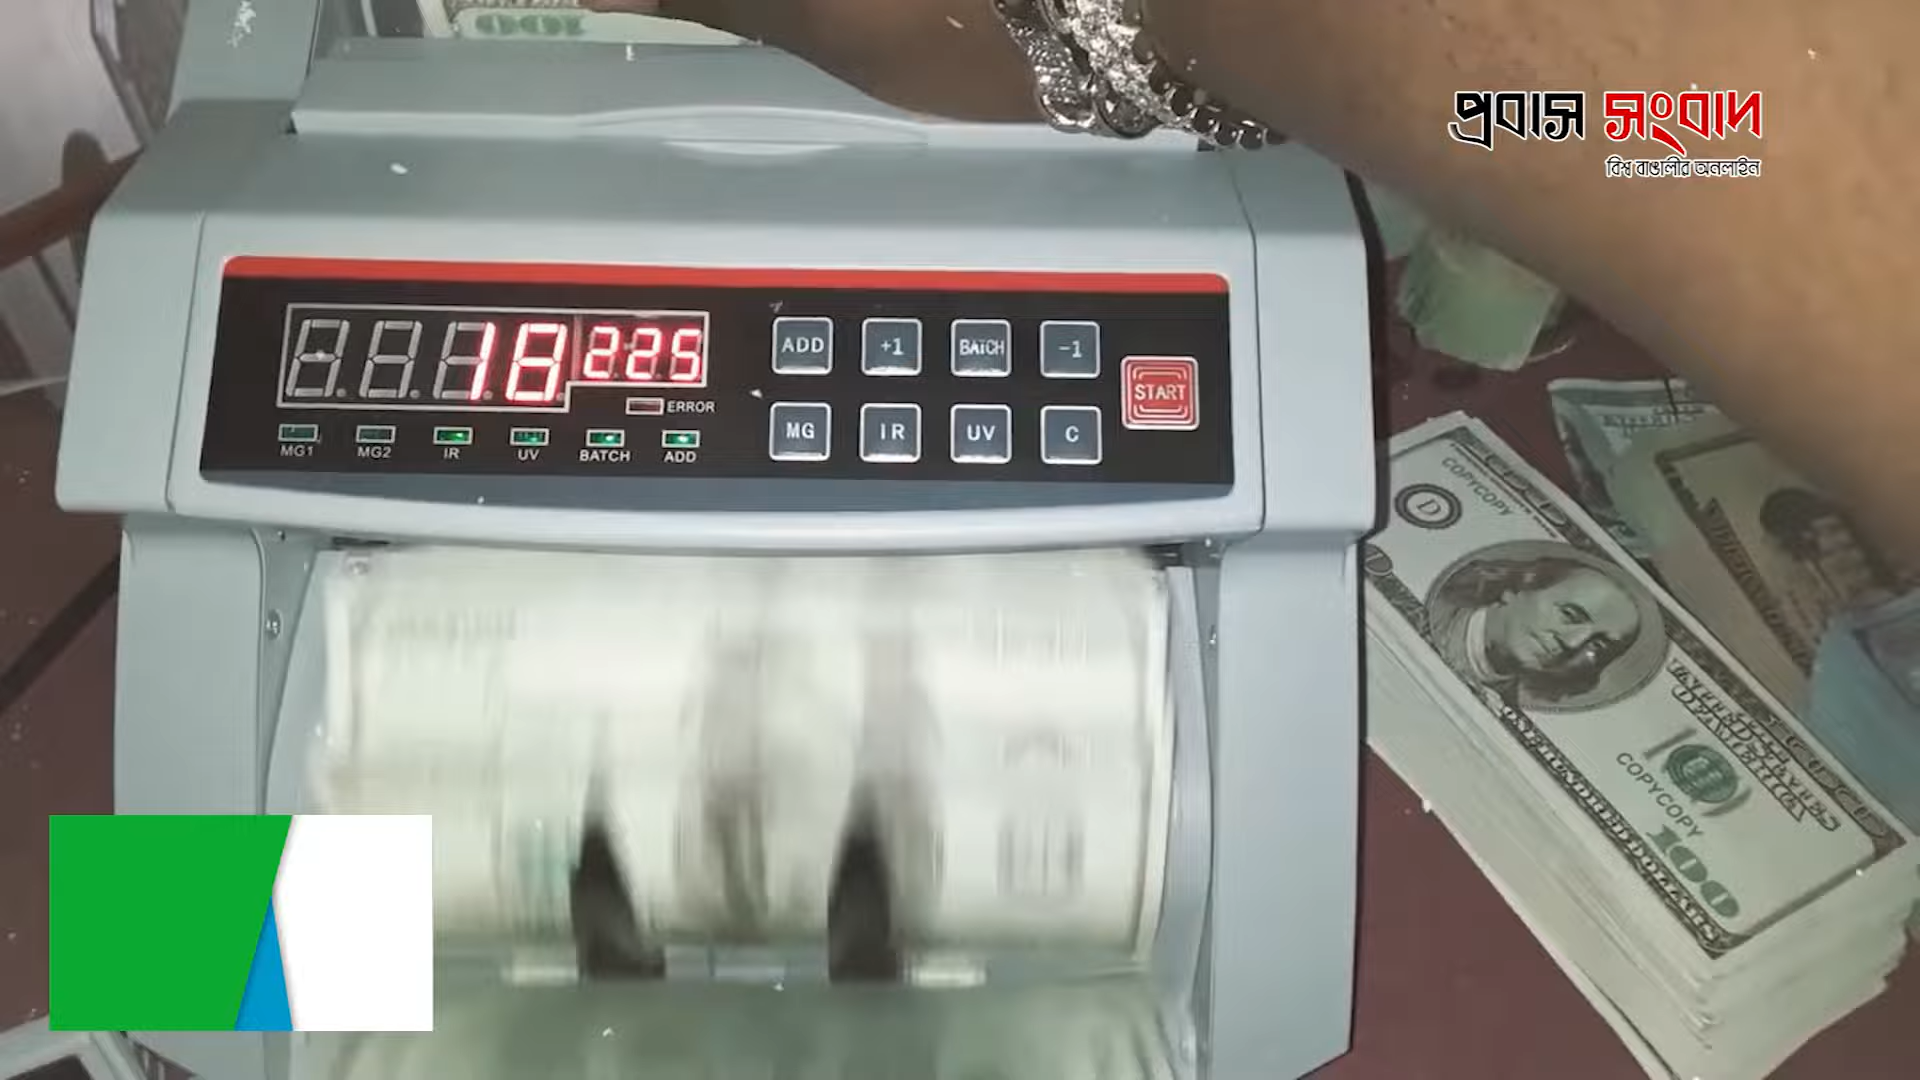 প্রবাস সংবাদ
বিশ্ব বাঙালীর অনলাইন
18 225
ERROR
MG1 MG2 IR UV BATCH ADD
ADD +1 BATCH -1
MG IR UV C
START
COPYCOPY
D
100
COPYCOPY
100